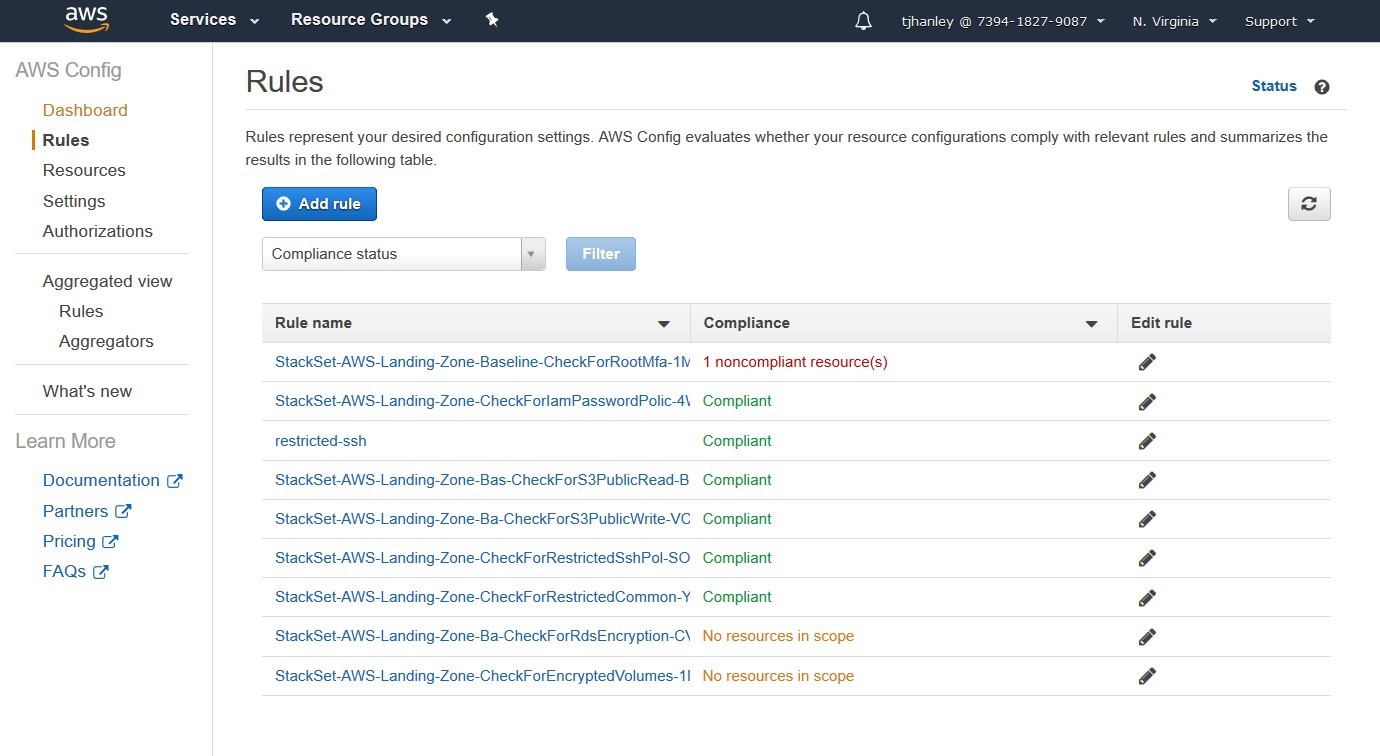 aws Services Resource Groups tjhanley @ 7394-1827-9087 N. Virginia Support
AWS Config
Dashboard
Rules
Resources
Settings
Authorizations
Aggregated view
Rules
Aggregators
What's new
Learn More
Documentation
Partners
Pricing
FAQs
Rules
Status
Rules represent your desired configuration settings. AWS Config evaluates whether your resource configurations comply with relevant rules and summarizes the
results in the following table.
Add rule
Compliance status Filter
Rule name Compliance Edit rule
StackSet-AWS-Landing-Zone-Baseline-CheckForRootMfa-1M 1 noncompliant resource(s)
StackSet-AWS-Landing-Zone-CheckForIamPasswordPolic-4W Compliant
restricted-ssh Compliant
StackSet-AWS-Landing-Zone-Bas-CheckForS3PublicRead-B Compliant
StackSet-AWS-Landing-Zone-Ba-CheckForS3PublicWrite-VC Compliant
StackSet-AWS-Landing-Zone-CheckForRestrictedSshPol-SO Compliant
StackSet-AWS-Landing-Zone-CheckForRestrictedCommon-Y Compliant
StackSet-AWS-Landing-Zone-Ba-CheckForRdsEncryption-CV No resources in scope
StackSet-AWS-Landing-Zone-CheckForEncryptedVolumes-1 No resources in scope